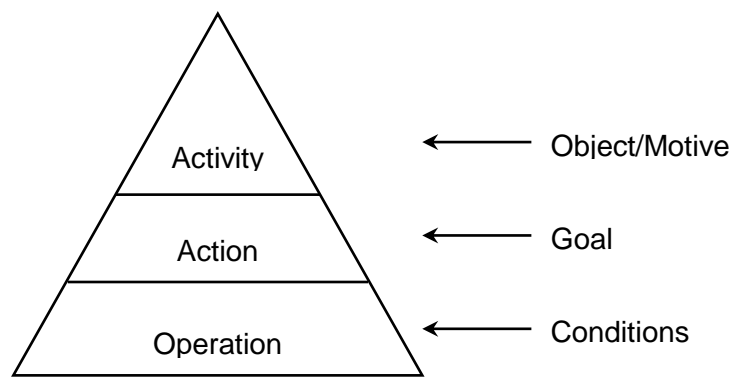 Activity
Object/Motive
Action
Goal
Operation
Conditions